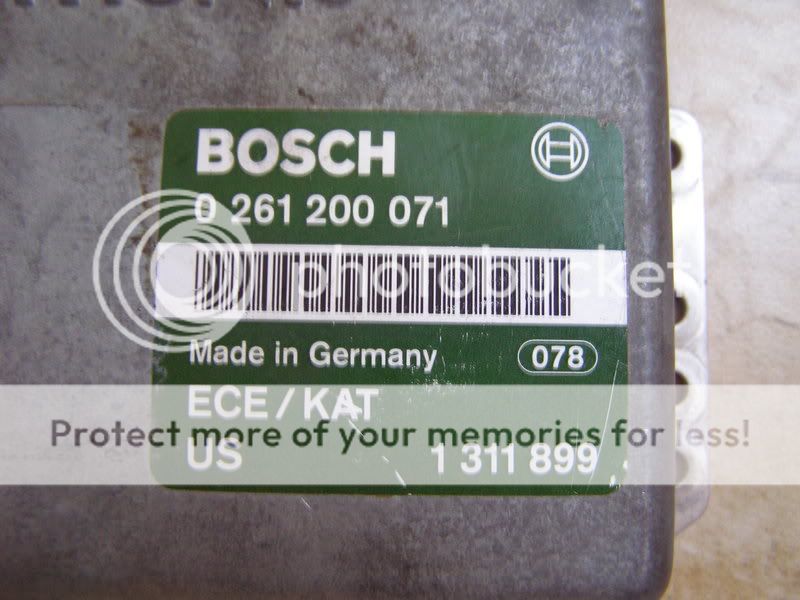 BOSCH
0 261 200 071
photobucket
Made in Germany 078
ECE / KAT
Protect more of your memories for less!
US 1 311 899